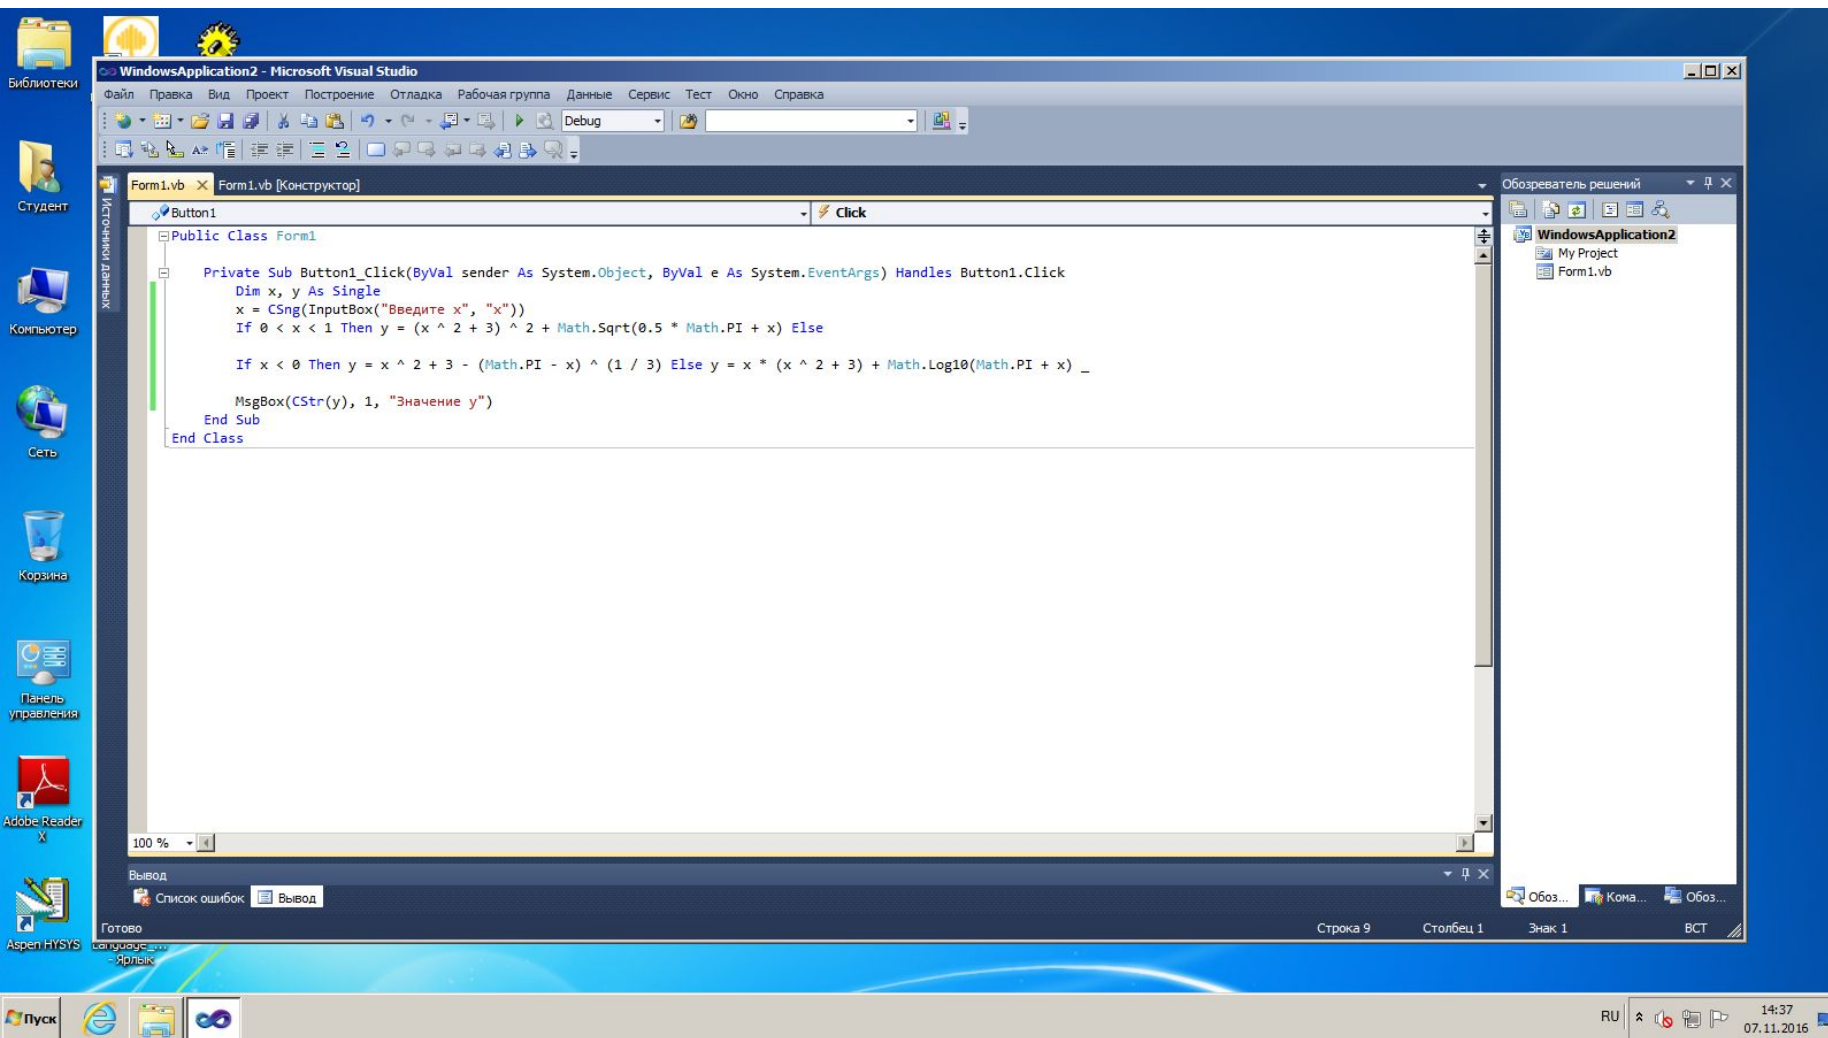 Библиотеки
WindowsApplication2 - Microsoft Visual Studio
Файл Правка Вид Проект Построение Отладка Рабочая группа Данные Сервис Тест Окно Справка
Debug
Form1.vb
Form1.vb [Конструктор]
Обозреватель решений
Button1
Click
Источники данных
Public Class Form1
Private Sub Button1_Click(ByVal sender As System.Object, ByVal e As System.EventArgs) Handles Button1.Click
Dim x, y As Single
x = CSng(InputBox("Введите x", "x"))
If 0 < x < 1 Then y = (x ^ 2 + 3) ^ 2 + Math.Sqrt(0.5 * Math.PI + x) Else
If x < 0 Then y = x ^ 2 + 3 - (Math.PI - x) ^ (1 / 3) Else y = x * (x ^ 2 + 3) + Math.Log10(Math.PI + x) _
MsgBox(CStr(y), 1, "Значение y")
End Sub
End Class
WindowsApplication2
My Project
Form1.vb
Студент
Компьютер
Сеть
Корзина
Панель
управления
Adobe Reader
X
Aspen HYSYS
100 %
Вывод
Список ошибок
Вывод
Обоз...
Кома...
Обоз...
Готово
Строка 9
Столбец 1
Знак 1
ВСТ
- Ярлык
Пуск
RU
14:37
07.11.2016